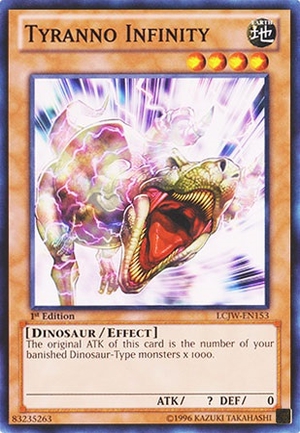 Tyranno Infinity
EARTH
地
1st Edition
LCJW-EN153
[Dinosaur / Effect]
The original ATK of this card is the number of
your banished Dinosaur-Type monsters x 1000.
ATK/ ? DEF/ 0
83235263
©1996 KAZUKI TAKAHASHI